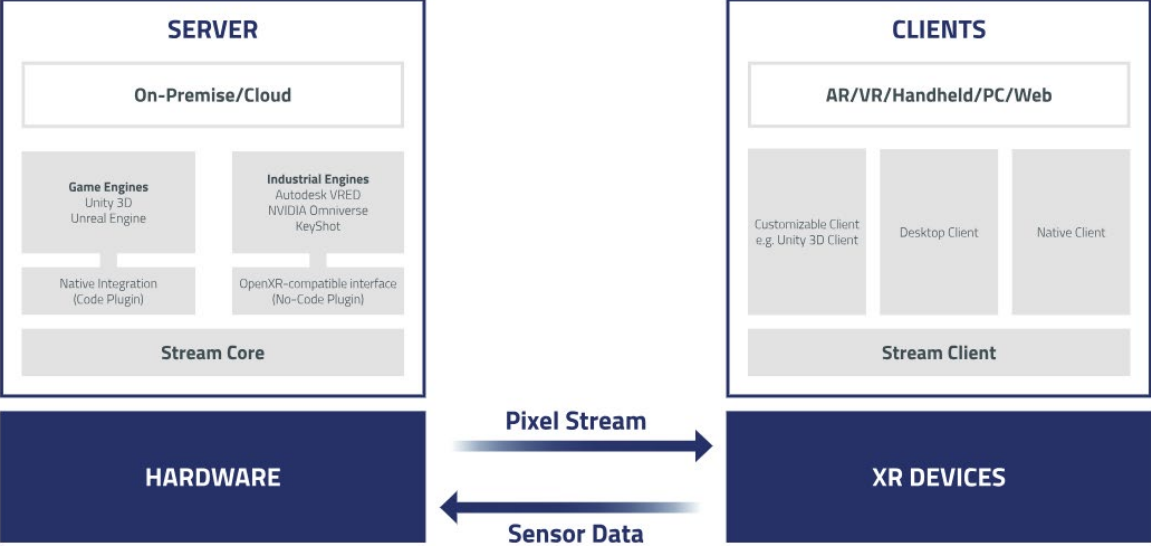 SERVER
On-Premise/Cloud
Game Engines
Unity 3D
Unreal Engine
Industrial Engines
Autodesk VRED
NVIDIA Omniverse
KeyShot
Native Integration
(Code Plugin)
OpenXR-compatible interface
(No-Code Plugin)
Stream Core
HARDWARE
Pixel Stream
Sensor Data
CLIENTS
AR/VR/Handheld/PC/Web
Customizable Client
e.g. Unity 3D Client
Desktop Client
Native Client
Stream Client
XR DEVICES